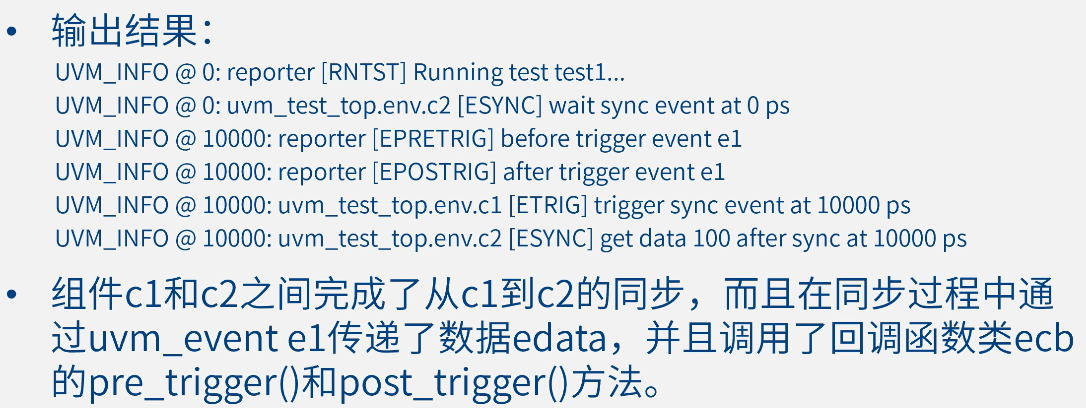 • 输出结果：
UVM_INFO @ 0: reporter [RNTST] Running test test1...
UVM_INFO @ 0: uvm_test_top.env.c2 [ESYNC] wait sync event at 0 ps
UVM_INFO @ 10000: reporter [EPRETRIG] before trigger event e1
UVM_INFO @ 10000: reporter [EPOSTRIG] after trigger event e1
UVM_INFO @ 10000: uvm_test_top.env.c1 [ETRIG] trigger sync event at 10000 ps
UVM_INFO @ 10000: uvm_test_top.env.c2 [ESYNC] get data 100 after sync at 10000 ps
• 组件c1和c2之间完成了从c1到c2的同步，而且在同步过程中通
过uvm_event e1传递了数据edata，并且调用了回调函数类ecb
的pre_trigger()和post_trigger()方法。